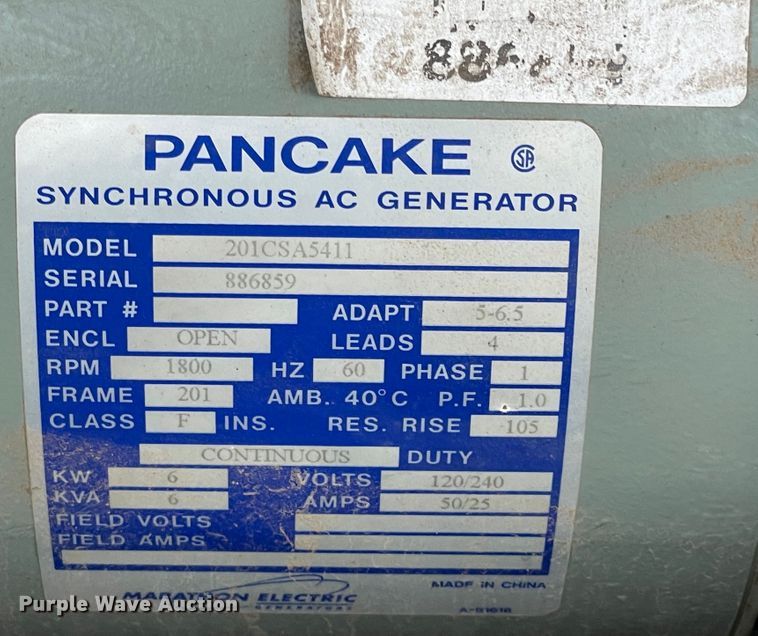 PANCAKE
SYNCHRONOUS AC GENERATOR
MODEL 201CSA5411
SERIAL 886859
PART # ADAPT 5-6.5
ENCL OPEN LEADS 4
RPM 1800 HZ 60 PHASE 1
FRAME 201 AMB. 40°C P.F. 1.0
CLASS F INS. RES. RISE 105
CONTINUOUS DUTY
KW 6 VOLTS 120/240
KVA 6 AMPS 50/25
FIELD VOLTS
FIELD AMPS
MARATHON ELECTRIC MADE IN CHINA
GENERATORS
Purple Wave Auction